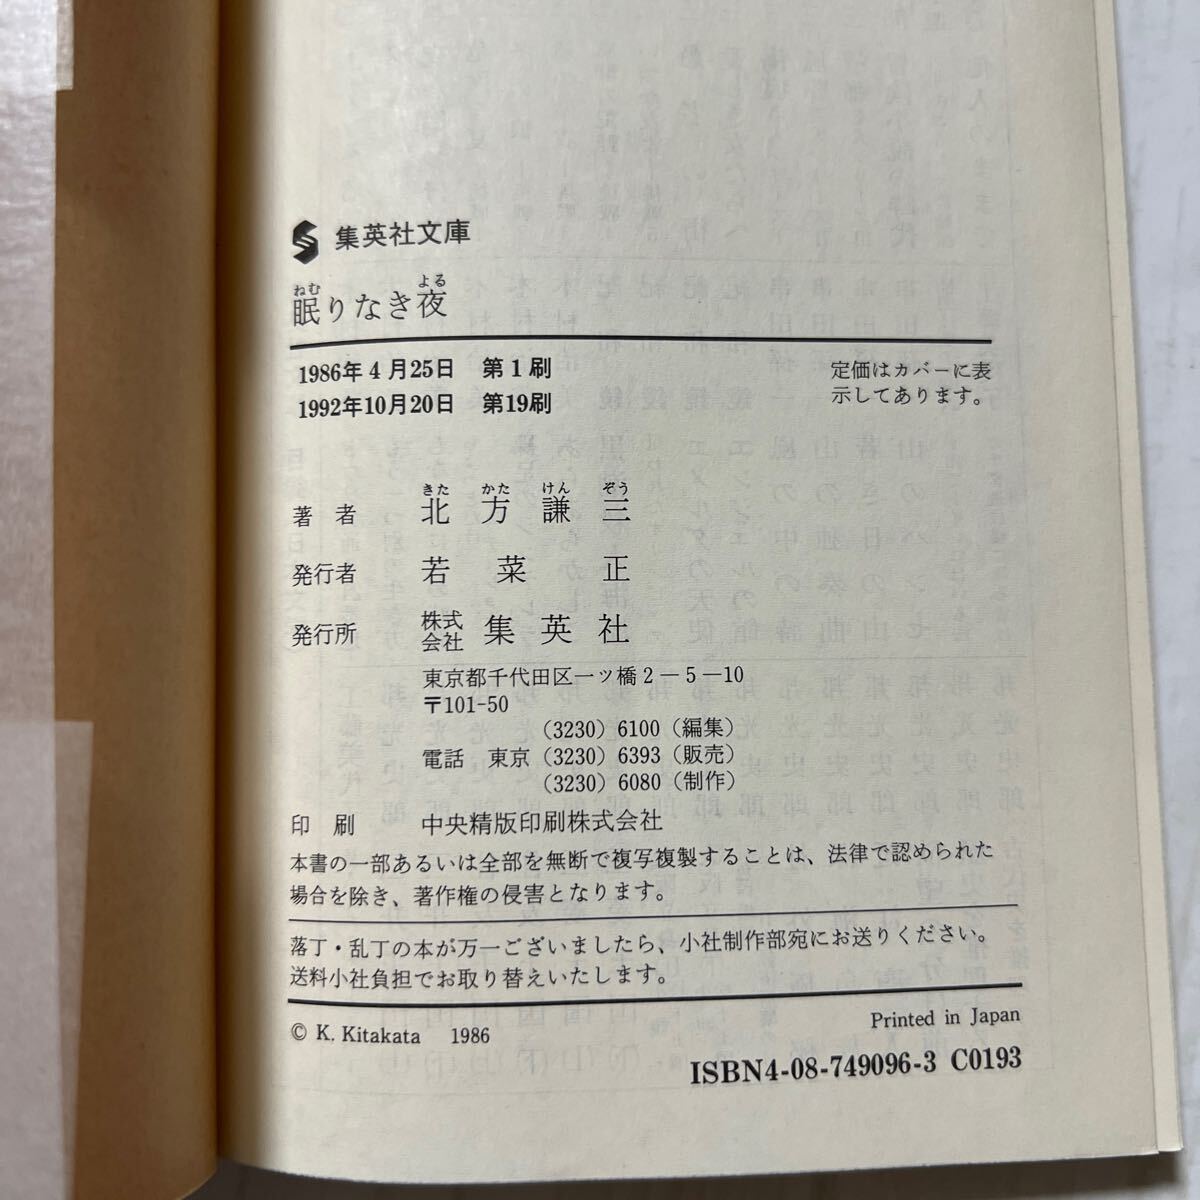 集英社文庫
ねむ よる
眠りなき夜
1986年4月25日 第1刷
1992年10月20日 第19刷
定価はカバーに表
示してあります。
きた かた けん ぞう
著者 北方謙三
発行者 若菜正
発行所 株式会社 集英社
東京都千代田区一ツ橋2−5−10
〒101-50
(3230) 6100 (編集)
電話 東京 (3230) 6393 (販売)
(3230) 6080 (制作)
印刷 中央精版印刷株式会社
本書の一部あるいは全部を無断で複写複製することは、法律で認められた
場合を除き、著作権の侵害となります。
落丁・乱丁の本が万一ございましたら、小社制作部宛にお送りください。
送料小社負担でお取り替えいたします。
© K. Kitakata 1986
Printed in Japan
ISBN4-08-749096-3 C0193